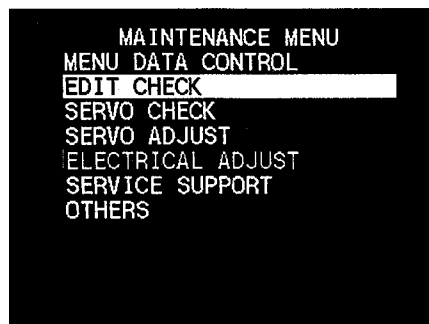 MAINTENANCE MENU
MENU DATA CONTROL
EDIT CHECK
SERVO CHECK
SERVO ADJUST
ELECTRICAL ADJUST
SERVICE SUPPORT
OTHERS